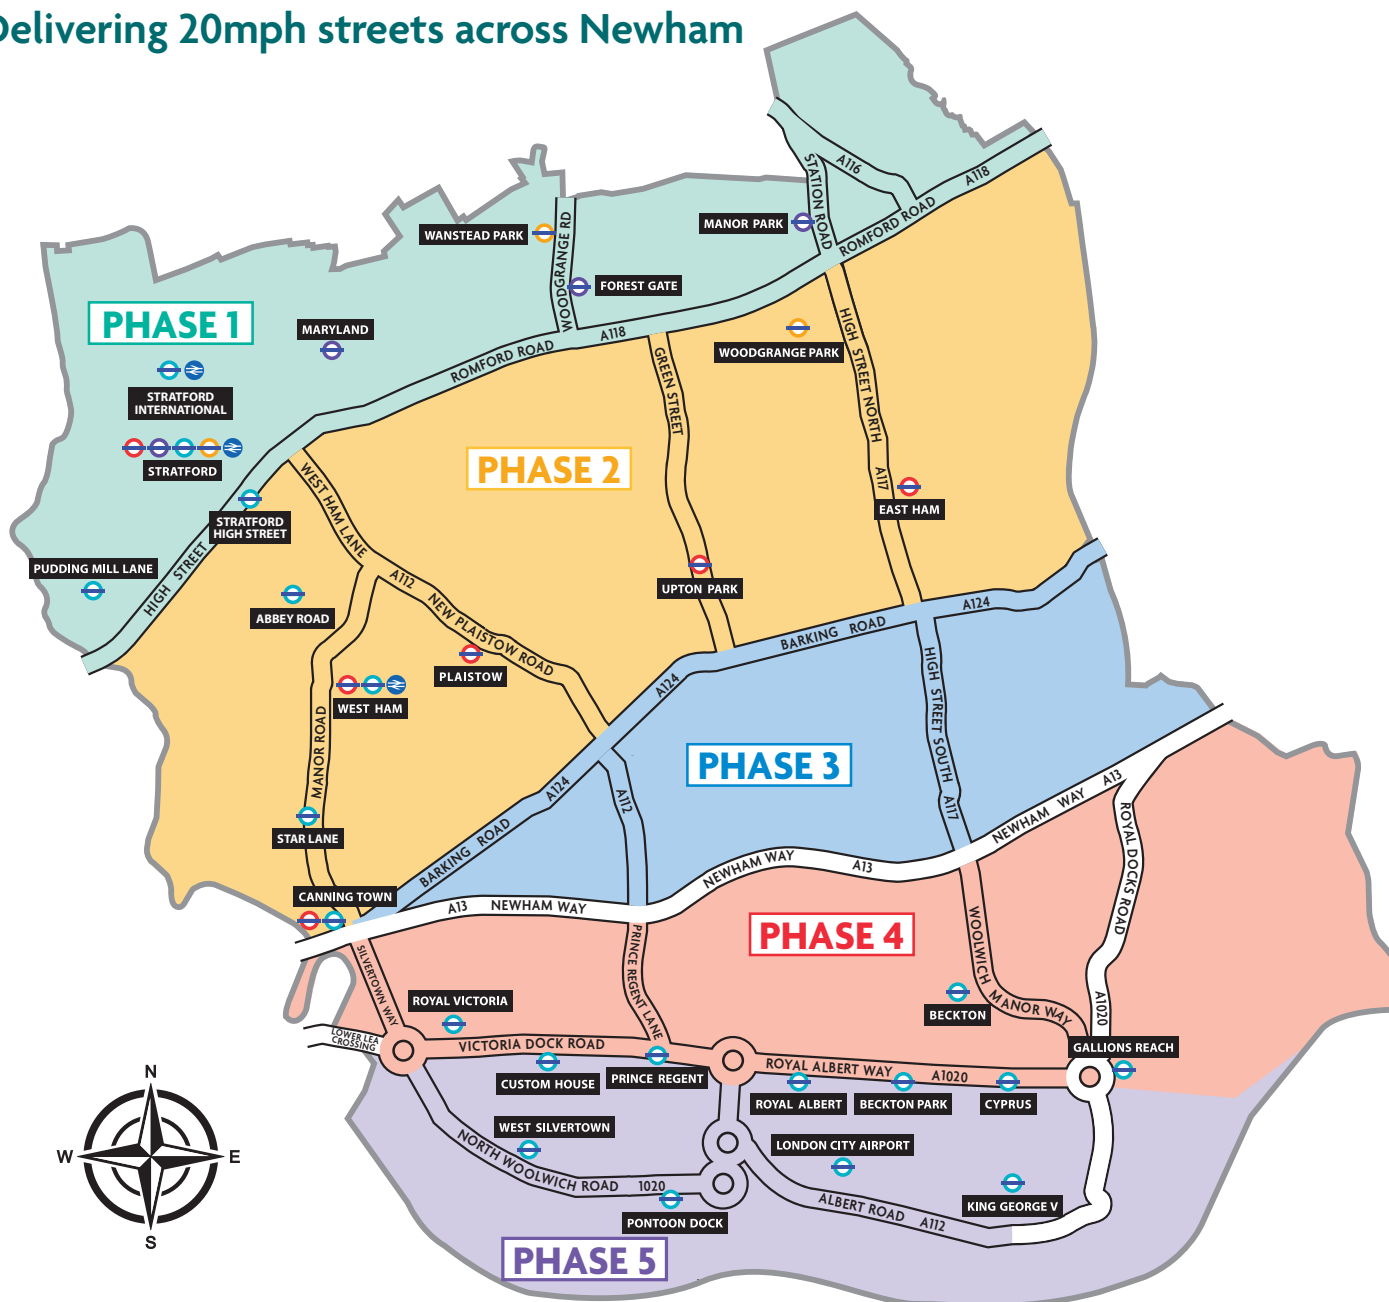 Delivering 20mph streets across Newham
A116
A118
STATION ROAD
ROMFORD ROAD
MANOR PARK
WANSTEAD PARK
WOODGRANGE RD
FOREST GATE
PHASE 1
MARYLAND
A118
ROMFORD ROAD
WOODGRANGE PARK
HIGH STREET NORTH
GREEN STREET
STRATFORD
INTERNATIONAL
STRATFORD
PHASE 2
A117
EAST HAM
WEST HAM LANE
STRATFORD
HIGH STREET
HIGH STREET
PUDDING MILL LANE
ABBEY ROAD
A112
NEW PLAISTOW ROAD
UPTON PARK
A124
BARKING ROAD
PLAISTOW
WEST HAM
A124
HIGH STREET SOUTH
MANOR ROAD
PHASE 3
A124
A112
A117
A13
NEWHAM WAY
STAR LANE
BARKING ROAD
ROYAL DOCKS ROAD
NEWHAM WAY
A13
CANNING TOWN
A13
NEWHAM WAY
PHASE 4
SILVERTOWN WAY
PRINCE REGENT LANE
WOOLWICH
MANOR WAY
A1020
ROYAL VICTORIA
BECKTON
LOWER LEA
CROSSING
VICTORIA DOCK ROAD
GALLIONS REACH
CUSTOM HOUSE
PRINCE REGENT
ROYAL ALBERT WAY
A1020
ROYAL ALBERT
BECKTON PARK
CYPRUS
N
W
E
S
WEST SILVERTOWN
LONDON CITY AIRPORT
NORTH WOOLWICH ROAD
1020
KING GEORGE V
ALBERT ROAD
A112
PONTOON DOCK
PHASE 5